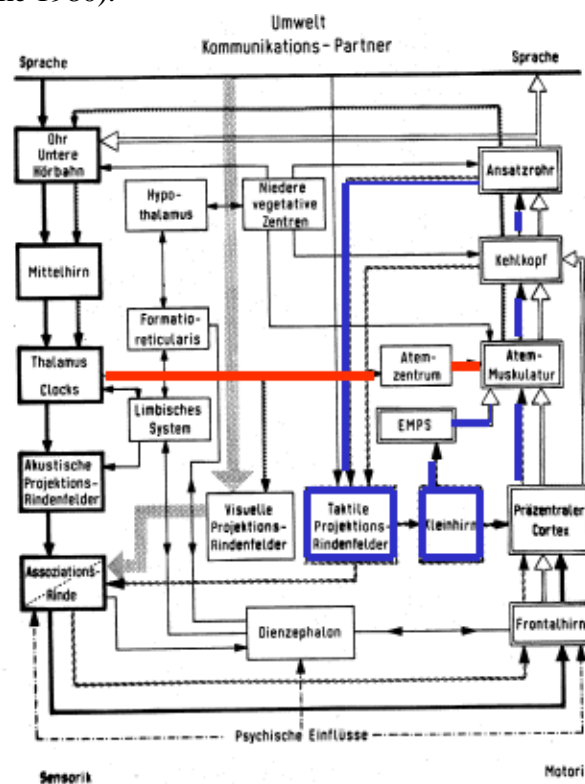 Umwelt
Kommunikations-Partner
Sprache
Sprache
Ohr
Untere
Hörbahn
Ansatzrohr
Hypo-
thalamus
Niedere
vegetative
Zentren
Mittelhirn
Kehlkopf
Formatio-
reticularis
Thalamus
Clocks
Atem-
zentrum
Atem-
Muskulatur
Limbisches
System
EMPS
Akustische
Projektions-
Rindenfelder
Visuelle
Projektions-
Rindenfelder
Taktile
Projektions-
Rindenfelder
Kleinhirn
Präzentraler
Cortex
Assoziations-
Rinde
Dienzephalon
Frontalhirn
Psychische Einflüsse
Sensorik
Motori